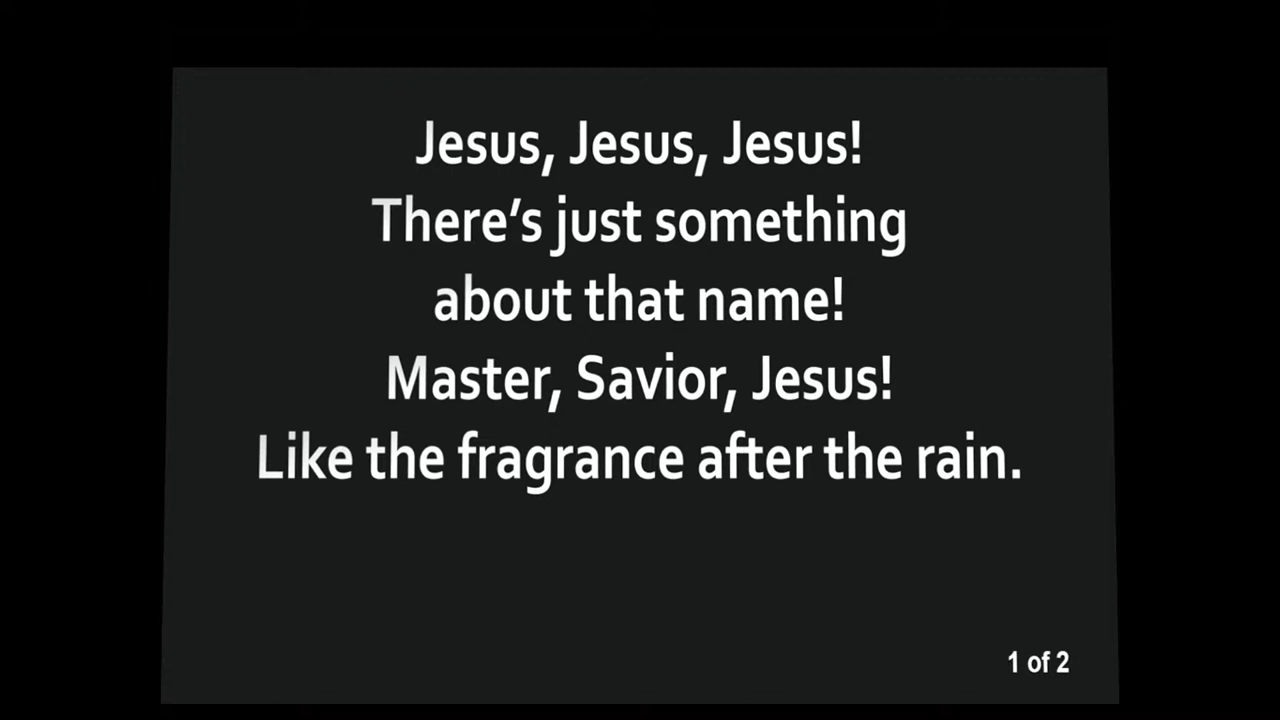 Jesus, Jesus, Jesus!
There’s just something
about that name!
Master, Savior, Jesus!
Like the fragrance after the rain.
1 of 2